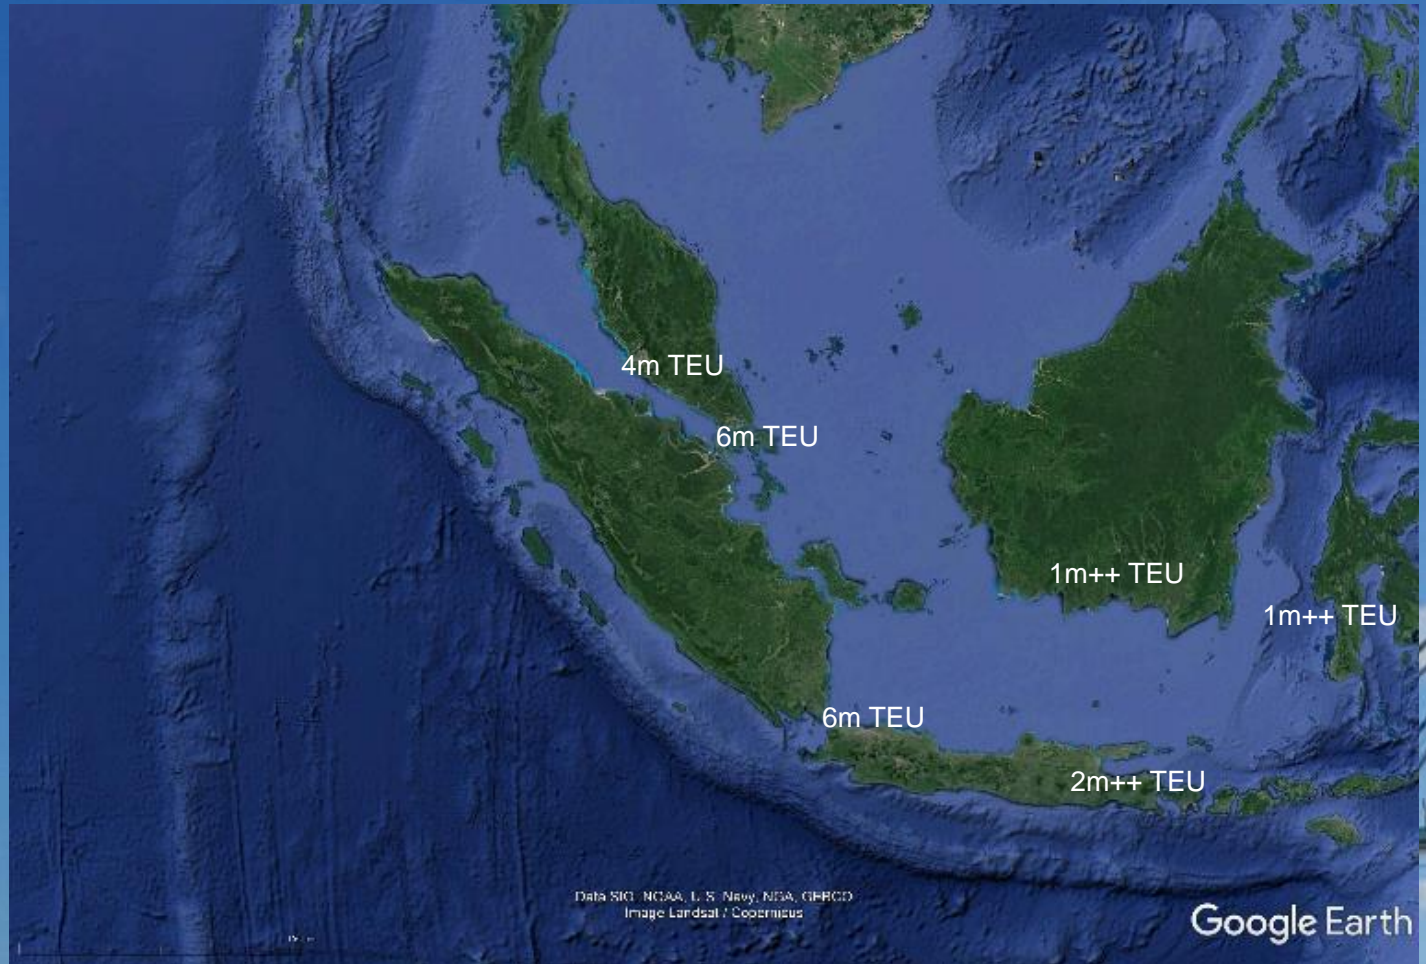 4m TEU
6m TEU
1m++ TEU
1m++ TEU
6m TEU
2m++ TEU
Data SIO, NOAA, U.S. Navy, NGA, GEBCO
Image Landsat / Copernicus
Google Earth